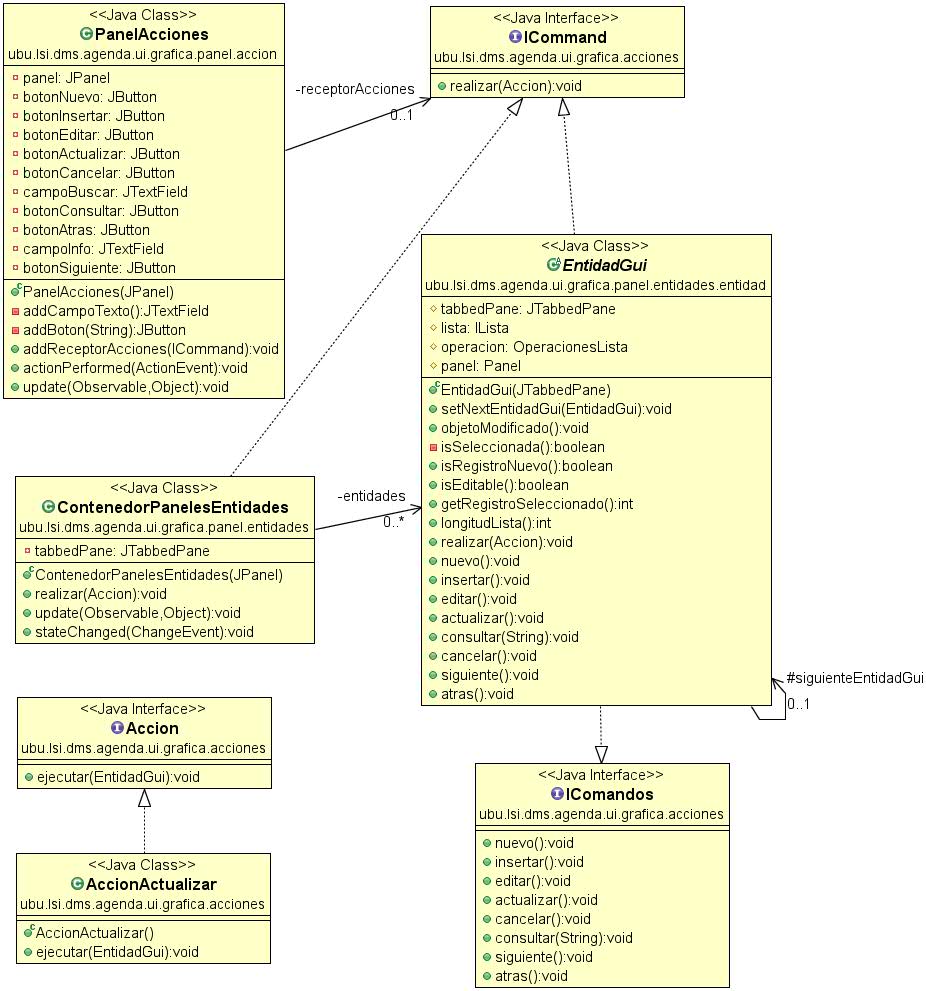 <<Java Class>>
PanelAcciones
ubu.lsi.dms.agenda.ui.grafica.panel.accion
panel: JPanel
botonNuevo: JButton
botonInsertar: JButton
botonEditar: JButton
botonActualizar: JButton
botonCancelar: JButton
campoBuscar: JTextField
botonConsultar: JButton
botonAtras: JButton
campoInfo: JTextField
botonSiguiente: JButton
PanelAcciones(JPanel)
addCampoTexto():JTextField
addBoton(String):JButton
addReceptorAcciones(ICommand):void
actionPerformed(ActionEvent):void
update(Observable,Object):void
-receptorAcciones
0..1
<<Java Interface>>
ICommand
ubu.lsi.dms.agenda.ui.grafica.acciones
realizar(Accion):void
<<Java Class>>
EntidadGui
ubu.lsi.dms.agenda.ui.grafica.panel.entidades.entidad
tabbedPane: JTabbedPane
lista: ILista
operacion: OperacionesLista
panel: Panel
EntidadGui(JTabbedPane)
setNextEntidadGui(EntidadGui):void
objetoModificado():void
isSeleccionada():boolean
isRegistroNuevo():boolean
isEditable():boolean
getRegistroSeleccionado():int
longitudLista():int
realizar(Accion):void
nuevo():void
insertar():void
editar():void
actualizar():void
consultar(String):void
cancelar():void
siguiente():void
atras():void
#siguienteEntidadGui
0..1
<<Java Class>>
ContenedorPanelesEntidades
ubu.lsi.dms.agenda.ui.grafica.panel.entidades
tabbedPane: JTabbedPane
ContenedorPanelesEntidades(JPanel)
realizar(Accion):void
update(Observable,Object):void
stateChanged(ChangeEvent):void
-entidades
0..*
<<Java Interface>>
Accion
ubu.lsi.dms.agenda.ui.grafica.acciones
ejecutar(EntidadGui):void
<<Java Class>>
AccionActualizar
ubu.lsi.dms.agenda.ui.grafica.acciones
AccionActualizar()
ejecutar(EntidadGui):void
<<Java Interface>>
IComandos
ubu.lsi.dms.agenda.ui.grafica.acciones
nuevo():void
insertar():void
editar():void
actualizar():void
cancelar():void
consultar(String):void
siguiente():void
atras():void